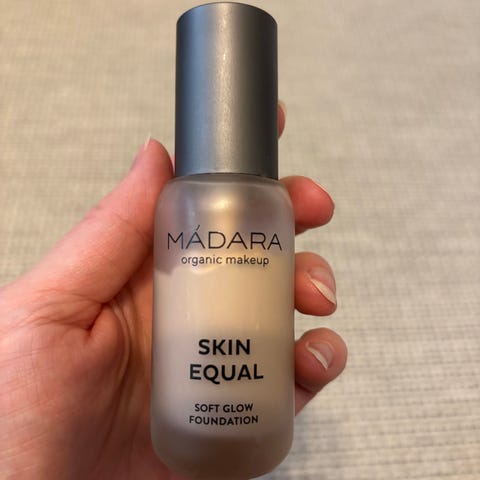 MÁDARA
organic makeup
SKIN
EQUAL
SOFT GLOW
FOUNDATION